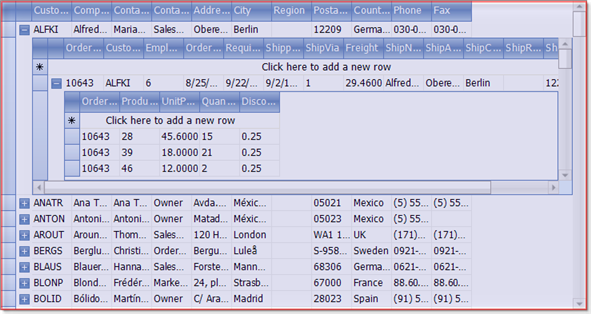 Custo... Comp... Conta... Conta... Addre... City Region Posta... Count... Phone Fax
ALFKI Alfred... Maria... Sales... Obere... Berlin 12209 Germa... 030-0... 030-0...
Order... Custo... Empl... Order... Requi... Shipp... ShipVia Freight ShipN... ShipA... ShipC... ShipR... Shi
Click here to add a new row
10643 ALFKI 6 8/25/... 9/22/... 9/2/1... 1 29.4600 Alfred... Obere... Berlin 122
Order... Produ... UnitP... Quan... Disco...
Click here to add a new row
10643 28 45.6000 15 0.25
10643 39 18.0000 21 0.25
10643 46 12.0000 2 0.25
ANATR Ana T... Ana T... Owner Avda.... Méxic... 05021 Mexico (5) 55... (5) 55...
ANTON Antoni... Antoni... Owner Matad... Méxic... 05023 Mexico (5) 55...
AROUT Aroun... Thom... Sales... 120 H... London WA1 1... UK (171)... (171)...
BERGS Berglu... Christi... Order... Bergu... Luleå S-958... Sweden 0921-... 0921-...
BLAUS Blauer... Hanna... Sales... Forste... Mann... 68306 Germa... 0621-... 0621-...
BLONP Blond... Frédér... Marke... 24, pl... Strasb... 67000 France 88.60.... 88.60....
BOLID Bólido... Martín... Owner C/ Ara... Madrid 28023 Spain (91) 5... (91) 5...